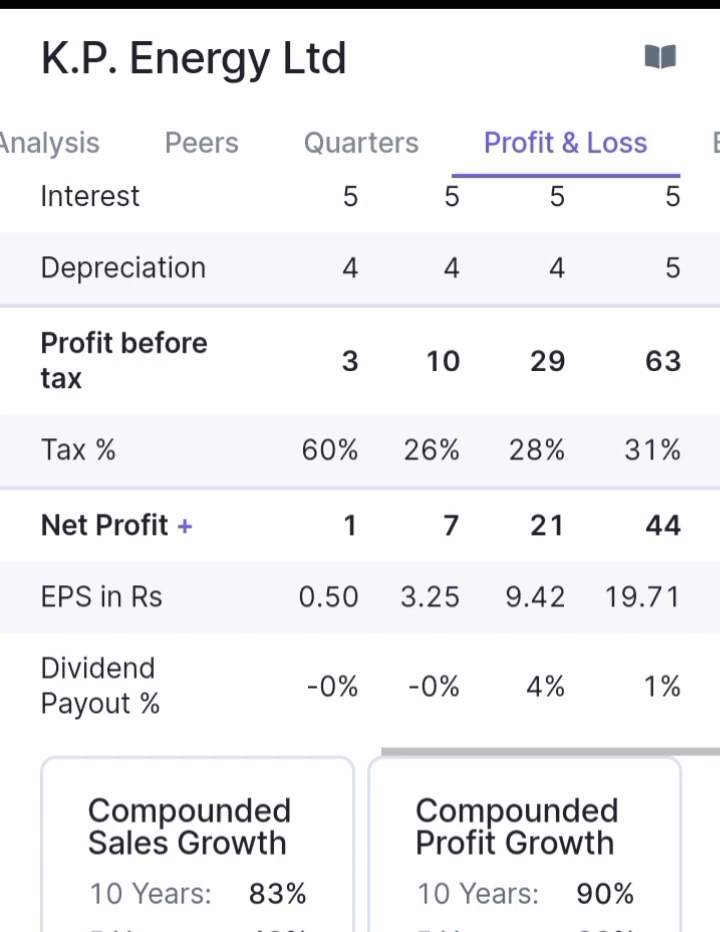 K.P. Energy Ltd
Analysis Peers Quarters Profit & Loss
Interest 5 5 5 5
Depreciation 4 4 4 5
Profit before
tax 3 10 29 63
Tax % 60% 26% 28% 31%
Net Profit + 1 7 21 44
EPS in Rs 0.50 3.25 9.42 19.71
Dividend
Payout % -0% -0% 4% 1%
Compounded
Sales Growth
10 Years: 83%
Compounded
Profit Growth
10 Years: 90%